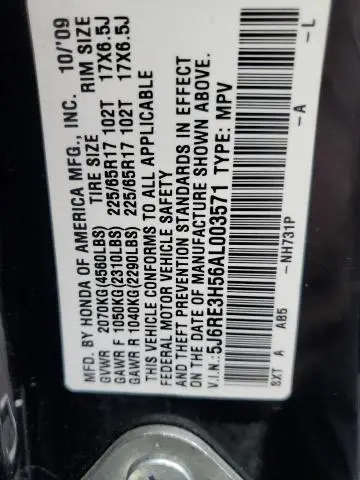 MFD. BY HONDA OF AMERICA MFG., INC. 10/'09
TIRE SIZE RIM SIZE
GVWR 2070KG(4560LBS)
GAWR F 1050KG(2310LBS) 225/65R17 102T 17X6.5J
GAWR R 1040KG(2290LBS) 225/65R17 102T 17X6.5J
THIS VEHICLE CONFORMS TO ALL APPLICABLE
FEDERAL MOTOR VEHICLE SAFETY
AND THEFT PREVENTION STANDARDS IN EFFECT
ON THE DATE OF MANUFACTURE SHOWN ABOVE.
V.I.N.:5J6RE3H56AL003571 TYPE: MPV
-NH731P -A -L
SXT A AB5